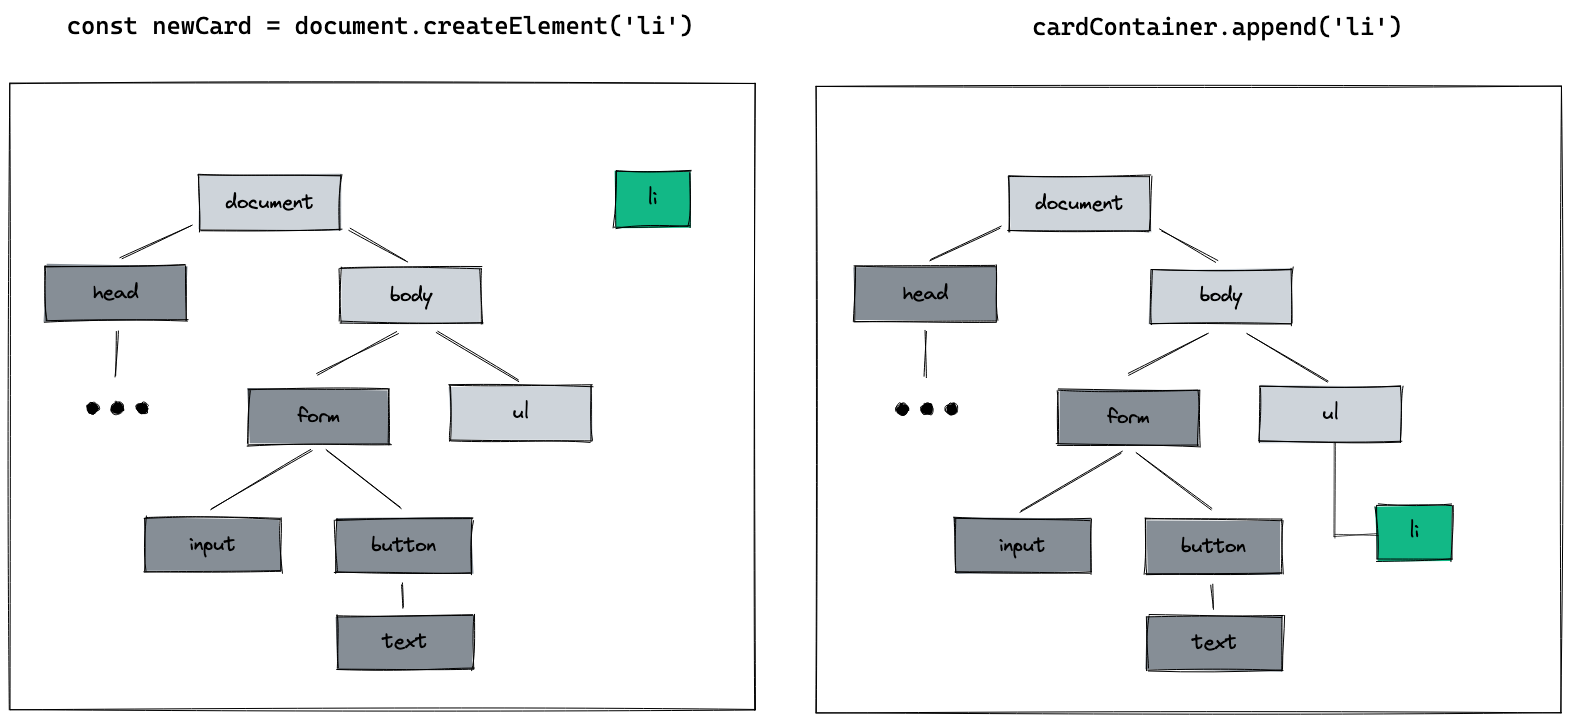 const newCard = document.createElement('li')
document
li
head
body
form
ul
input
button
text
cardContainer.append('li')
document
head
body
form
ul
li
input
button
text